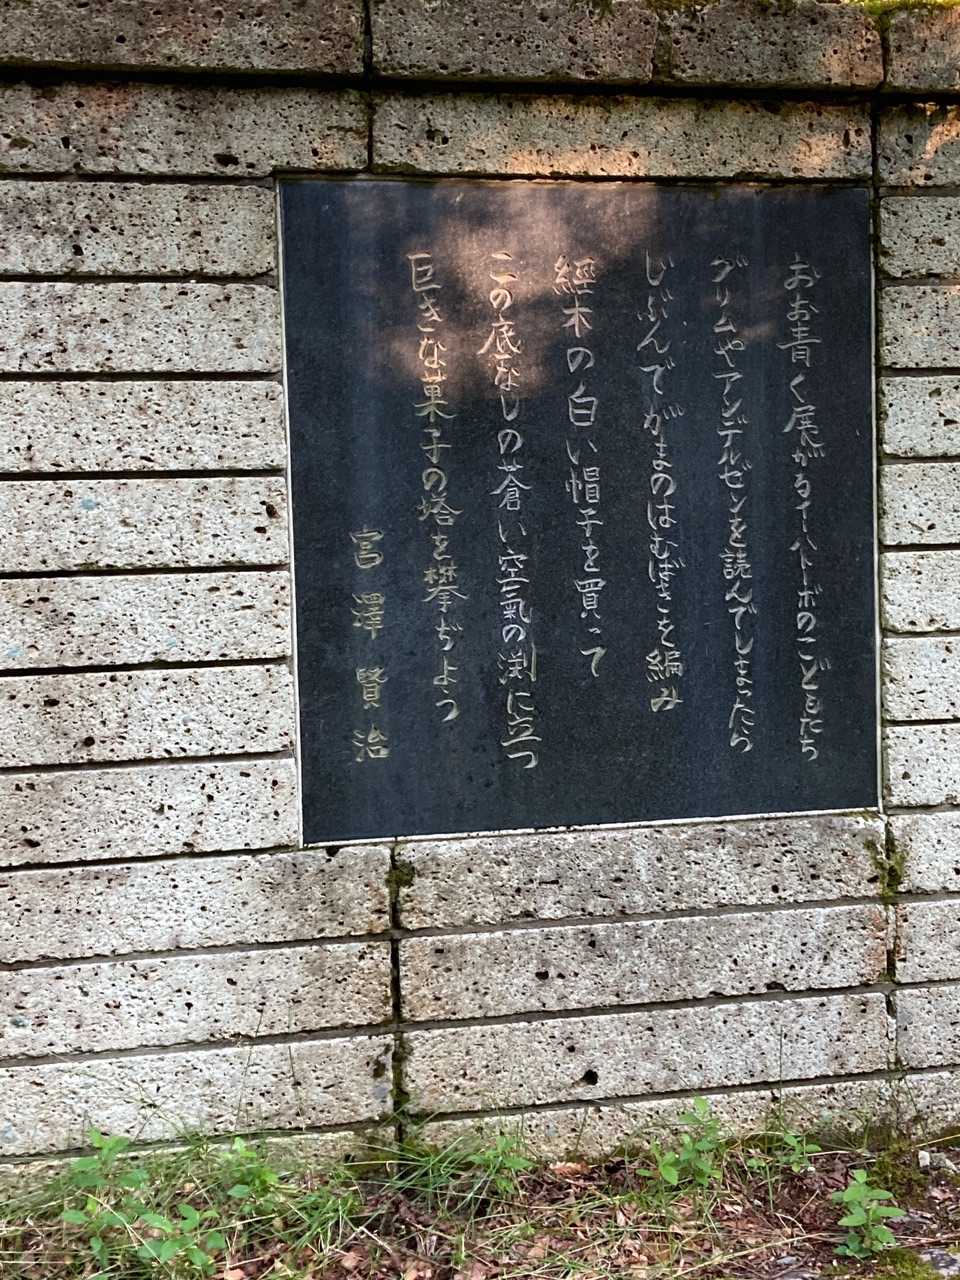 おお青く展がるイーハトーボのこどもたち
グリムやアンデルゼンを読んでしまったら
じぶんでがまのはむばきを編み
經木の白い帽子を買って
この底なしの蒼い空氣の渕に立つ
巨きな菓子の塔を攀ぢよう
宮澤賢治